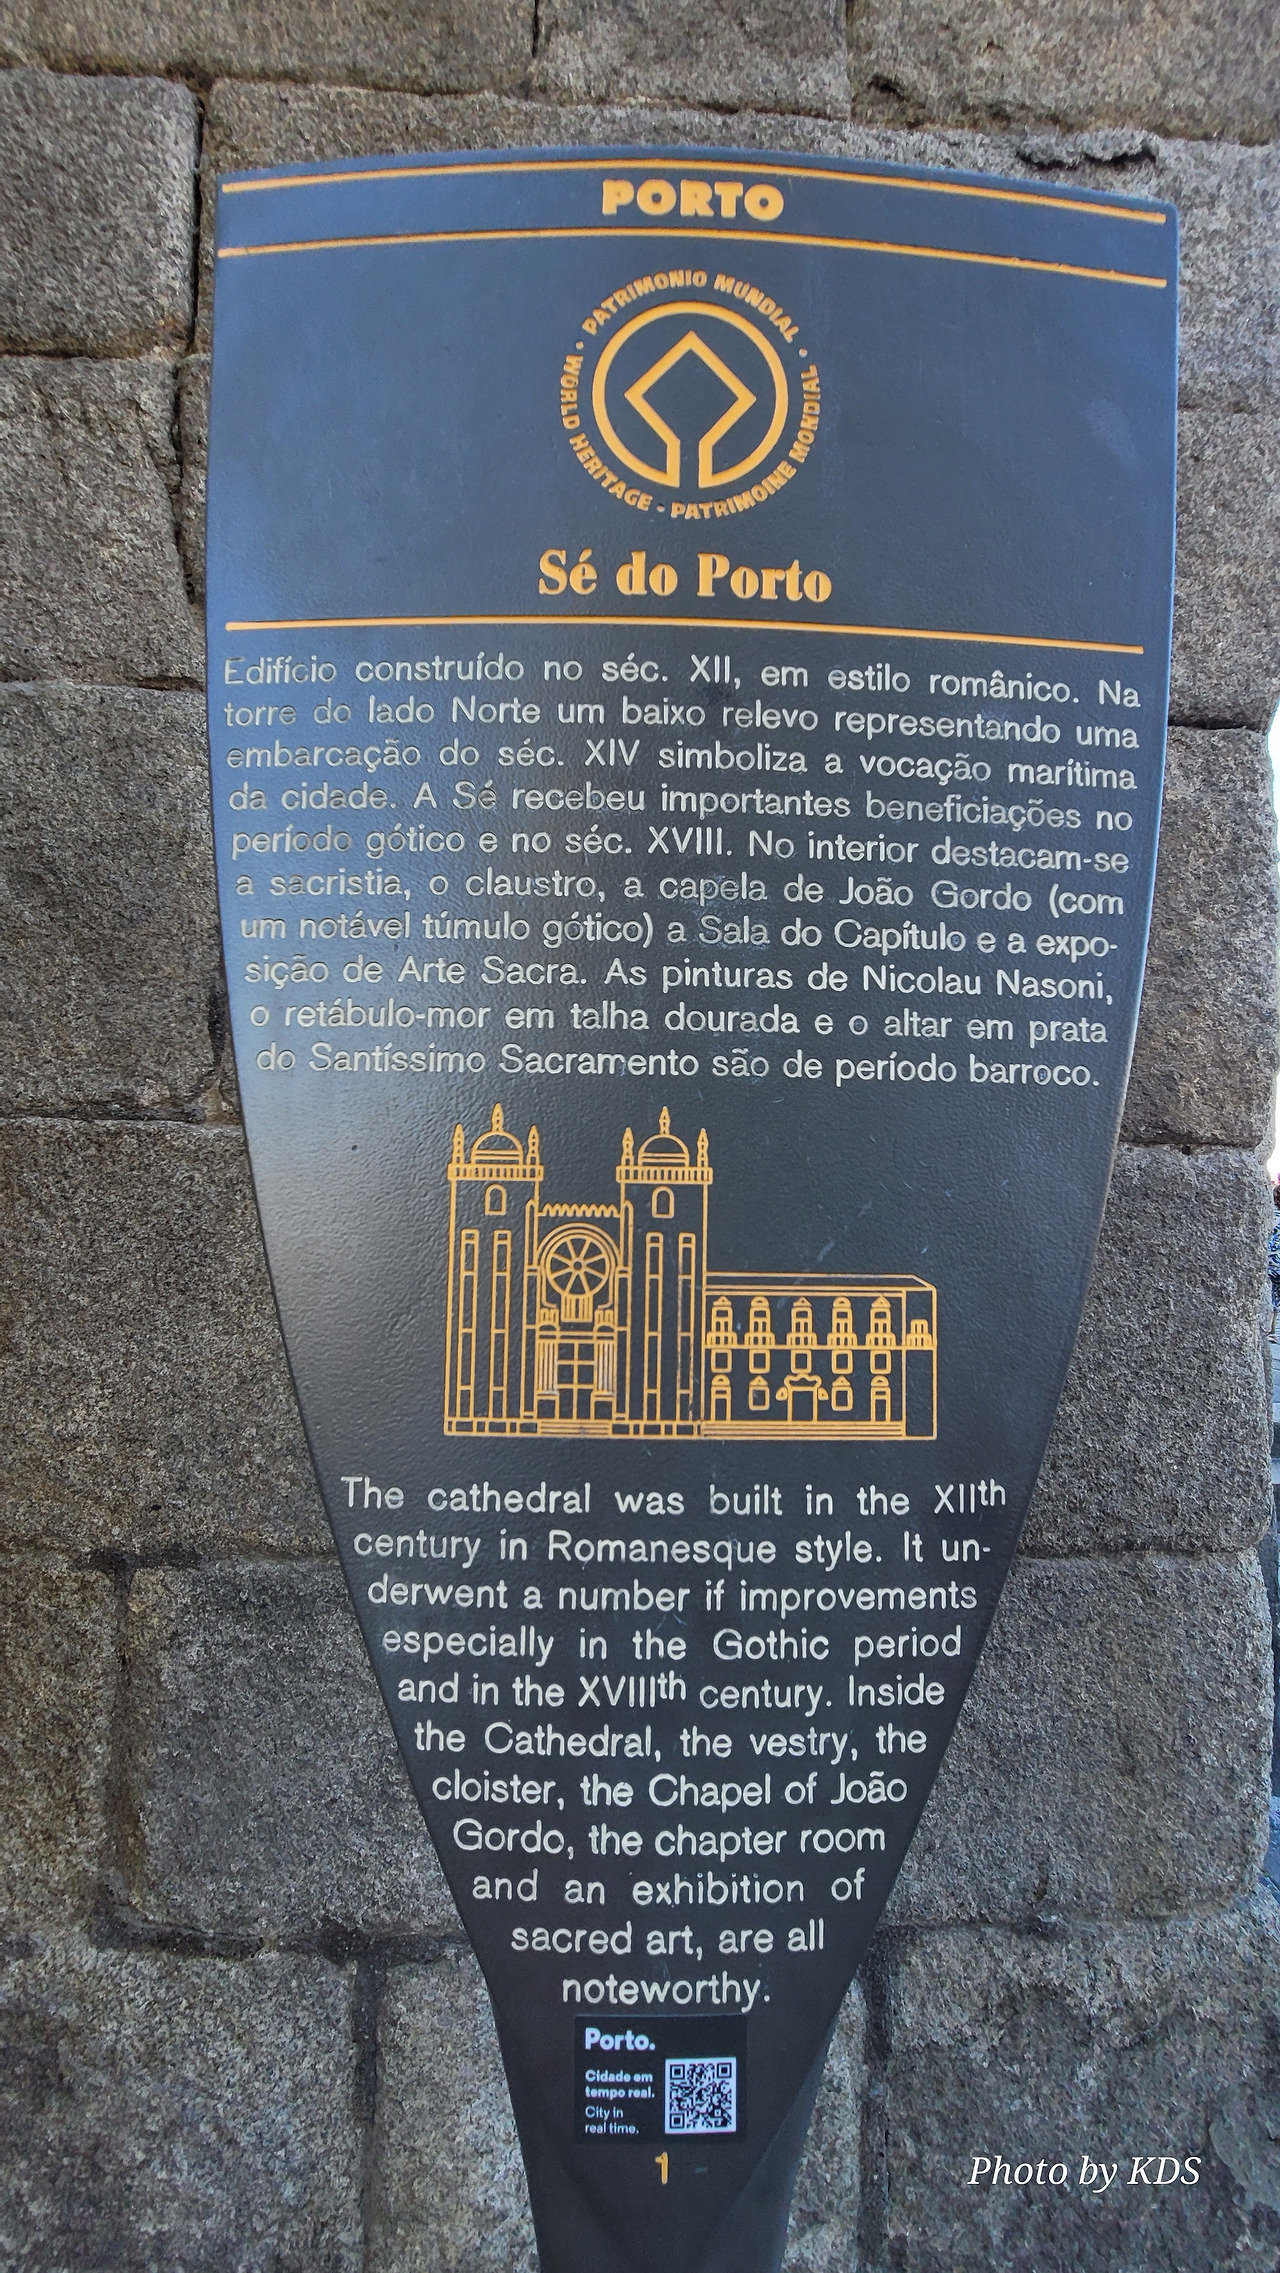 PORTO
PATRIMONIO MUNDIAL • WORLD HERITAGE • PATRIMOINE MONDIAL •
Sé do Porto
Edifício construído no séc. XII, em estilo românico. Na
torre do lado Norte um baixo relevo representando uma
embarcação do séc. XIV simboliza a vocação marítima
da cidade. A Sé recebeu importantes beneficiações no
período gótico e no séc. XVIII. No interior destacam-se
a sacristia, o claustro, a capela de João Gordo (com
um notável túmulo gótico) a Sala do Capítulo e a expo-
sição de Arte Sacra. As pinturas de Nicolau Nasoni,
o retábulo-mor em talha dourada e o altar em prata
do Santíssimo Sacramento são de período barroco.
The cathedral was built in the XIIth
century in Romanesque style. It un-
derwent a number if improvements
especially in the Gothic period
and in the XVIIIth century. Inside
the Cathedral, the vestry, the
cloister, the Chapel of João
Gordo, the chapter room
and an exhibition of
sacred art, are all
noteworthy.
Porto.
Cidade em
tempo real.
City in
real time.
1
Photo by KDS